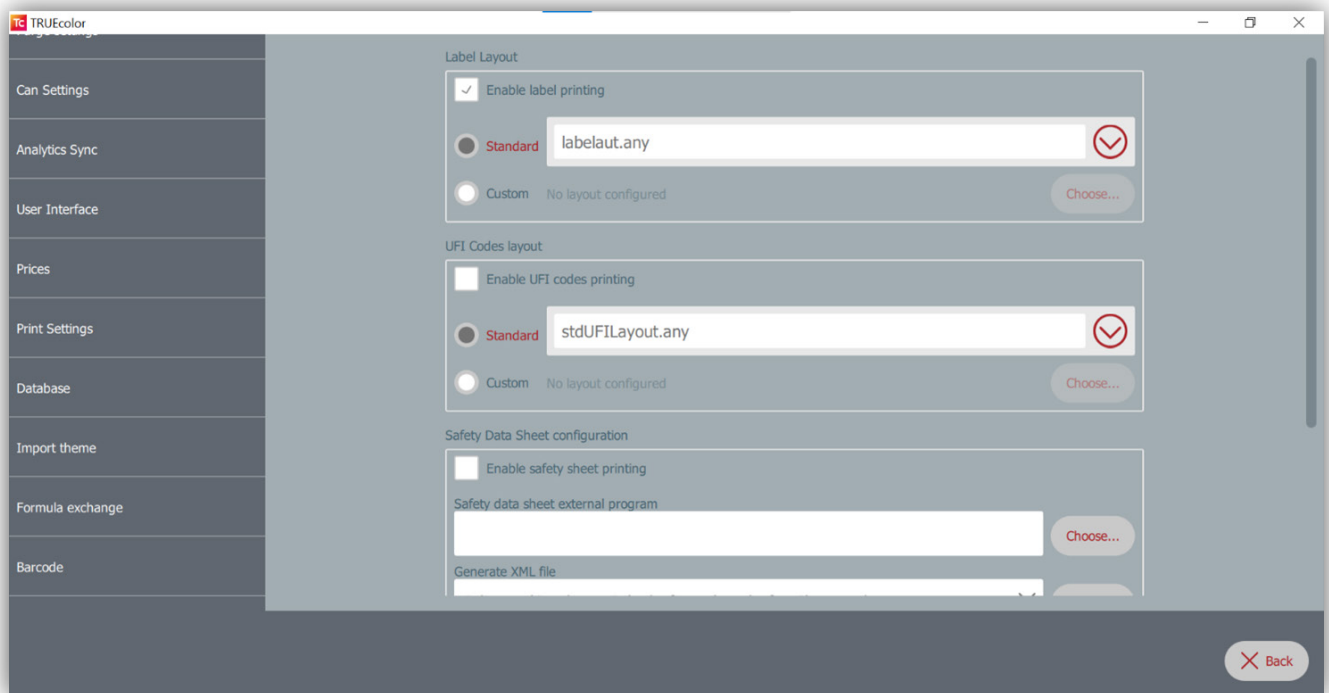 Tc TRUEcolor
Can Settings
Analytics Sync
User Interface
Prices
Print Settings
Database
Import theme
Formula exchange
Barcode
Label Layout
Enable label printing
Standard labelaut.any
Custom No layout configured Choose...
UFI Codes layout
Enable UFI codes printing
Standard stdUFILayout.any
Custom No layout configured Choose...
Safety Data Sheet configuration
Enable safety sheet printing
Safety data sheet external program
Choose...
Generate XML file
Back